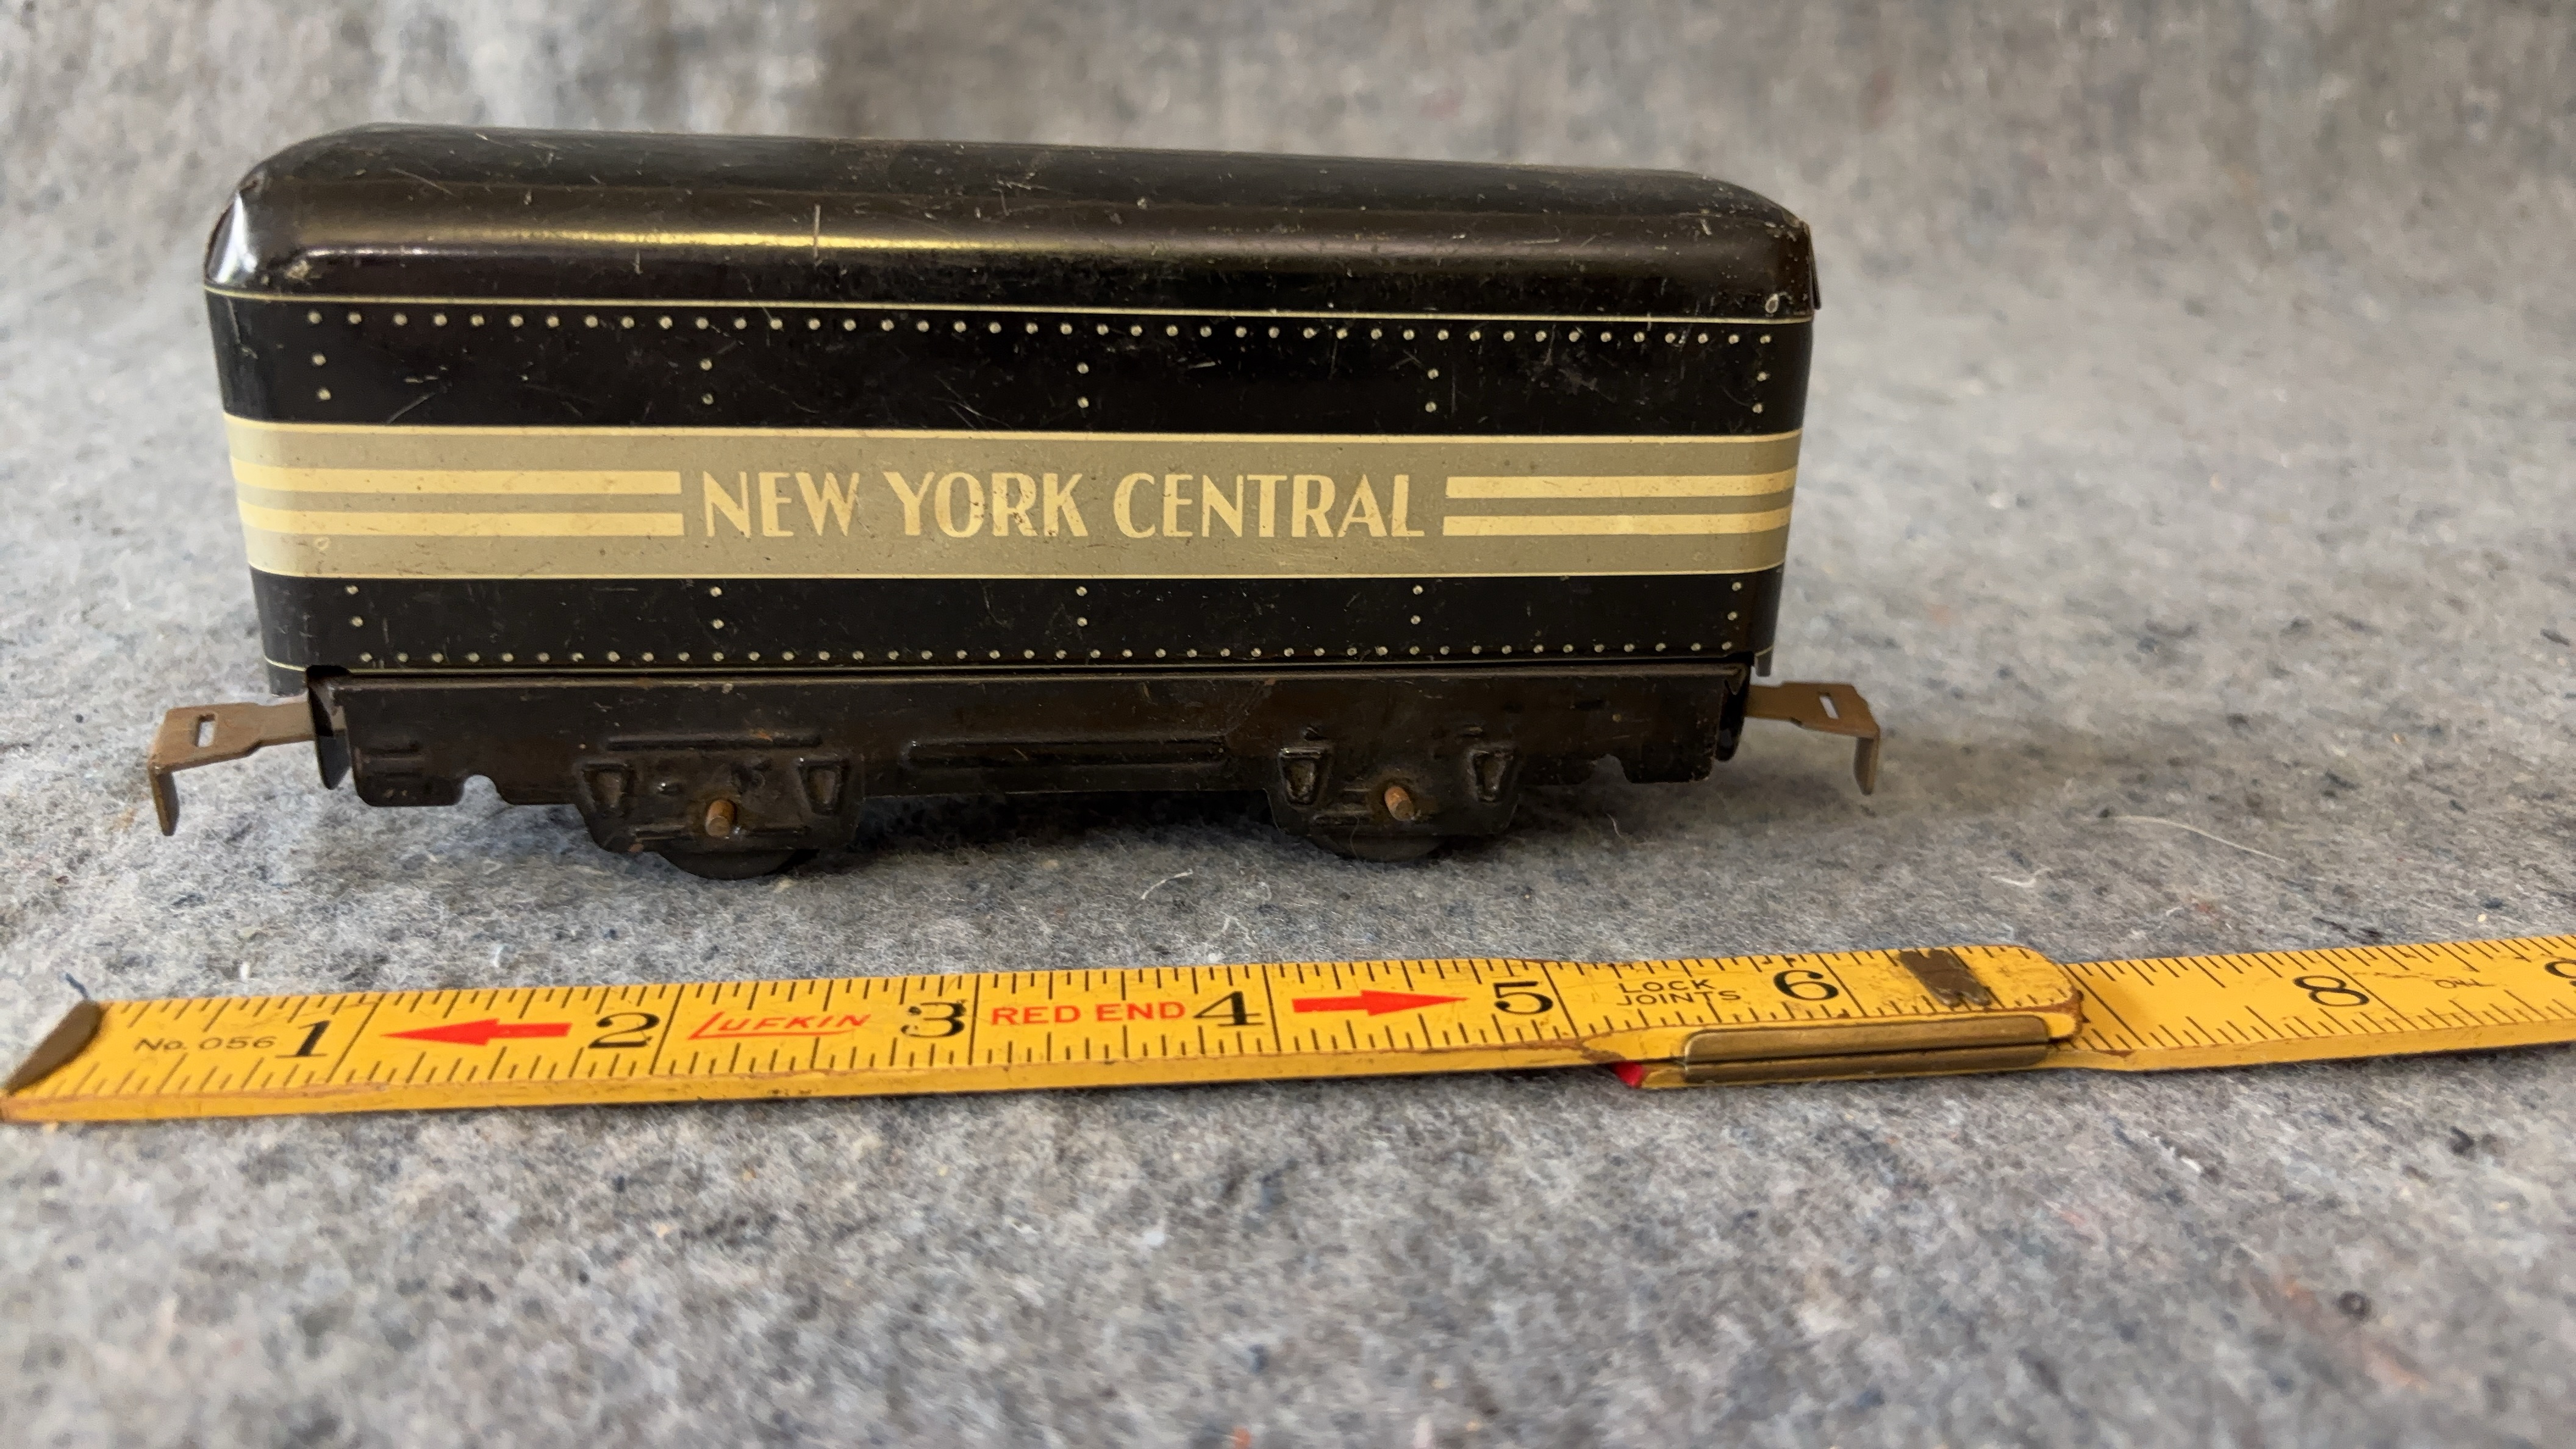 NEW YORK CENTRAL
No. 056 1 2 LUFKIN 3 RED END 4 5 LOCK JOINTS 6 8